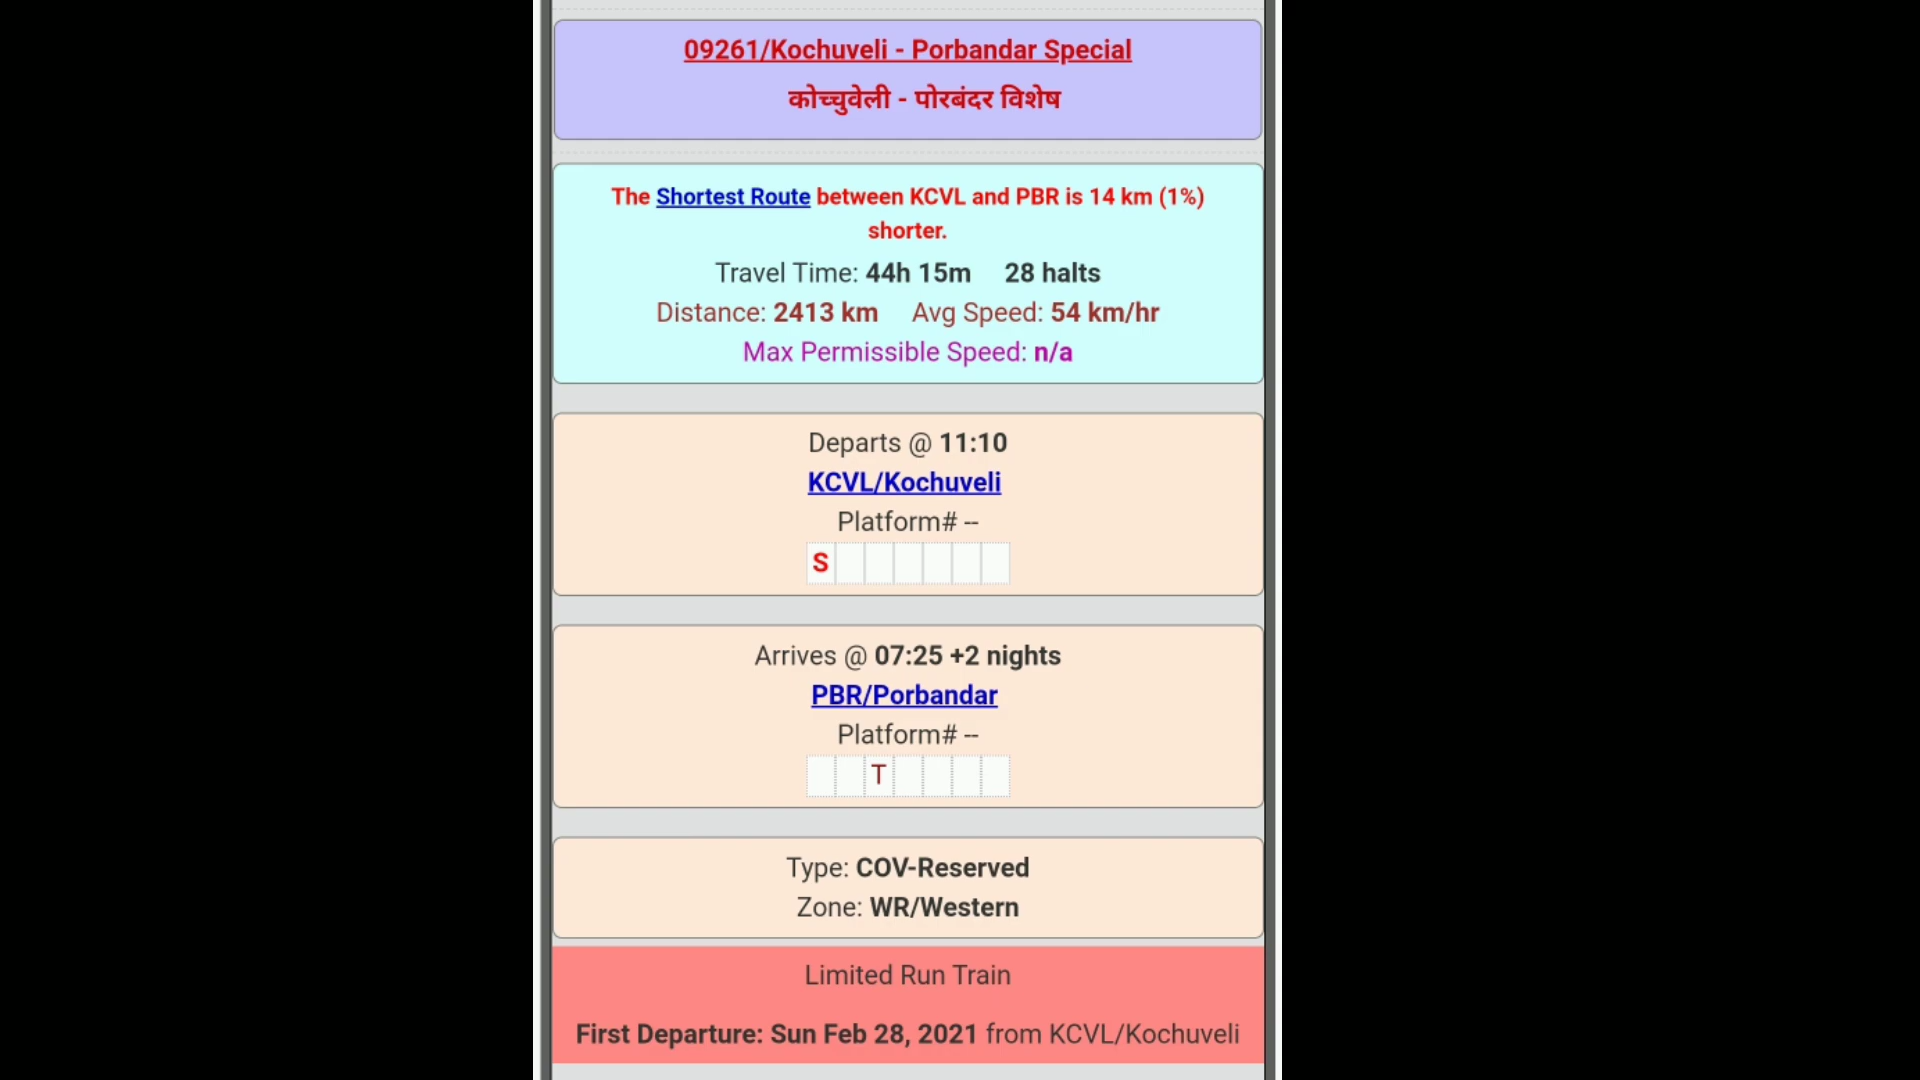 09261/Kochuveli - Porbandar Special
कोच्चुवेली - पोरबंदर विशेष
The Shortest Route between KCVL and PBR is 14 km (1%)
shorter.
Travel Time: 44h 15m 28 halts
Distance: 2413 km Avg Speed: 54 km/hr
Max Permissible Speed: n/a
Departs @ 11:10
KCVL/Kochuveli
Platform# --
S
Arrives @ 07:25 +2 nights
PBR/Porbandar
Platform# --
T
Type: COV-Reserved
Zone: WR/Western
Limited Run Train
First Departure: Sun Feb 28, 2021 from KCVL/Kochuveli